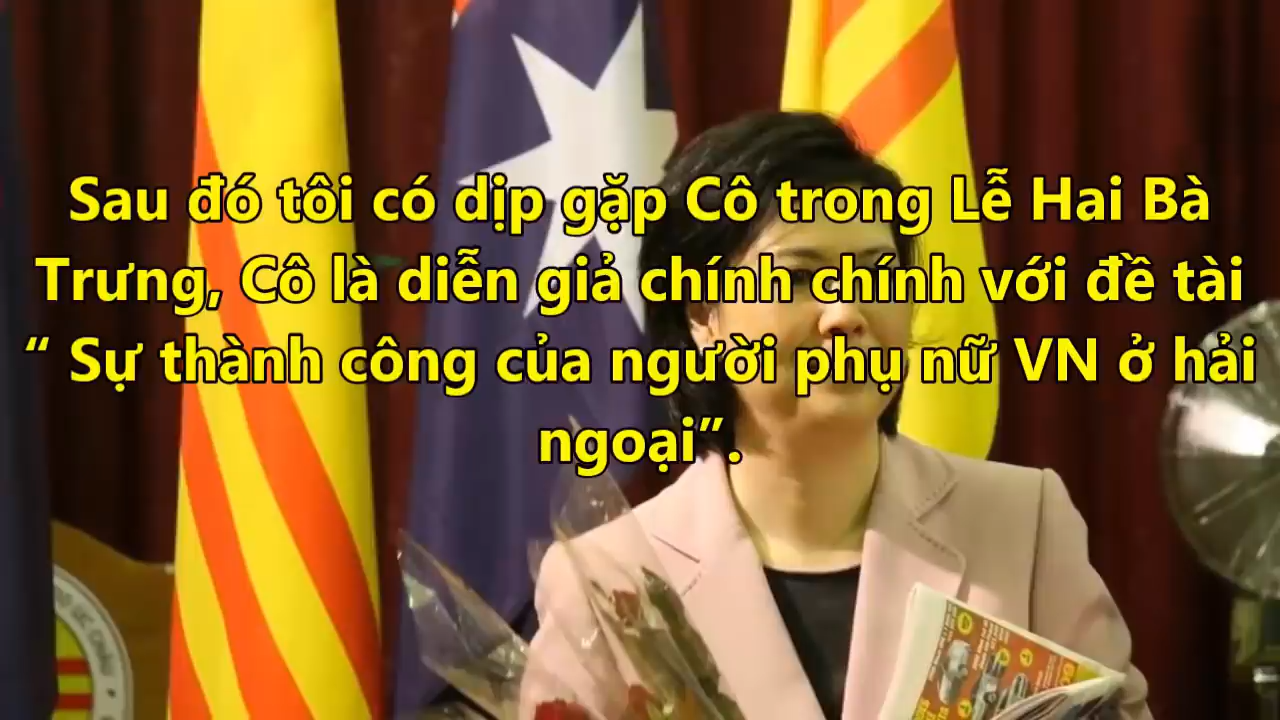 Sau đó tôi có dịp gặp Cô trong Lễ Hai Bà
Trưng, Cô là diễn giả chính chính với đề tài
“ Sự thành công của người phụ nữ VN ở hải
ngoại”.